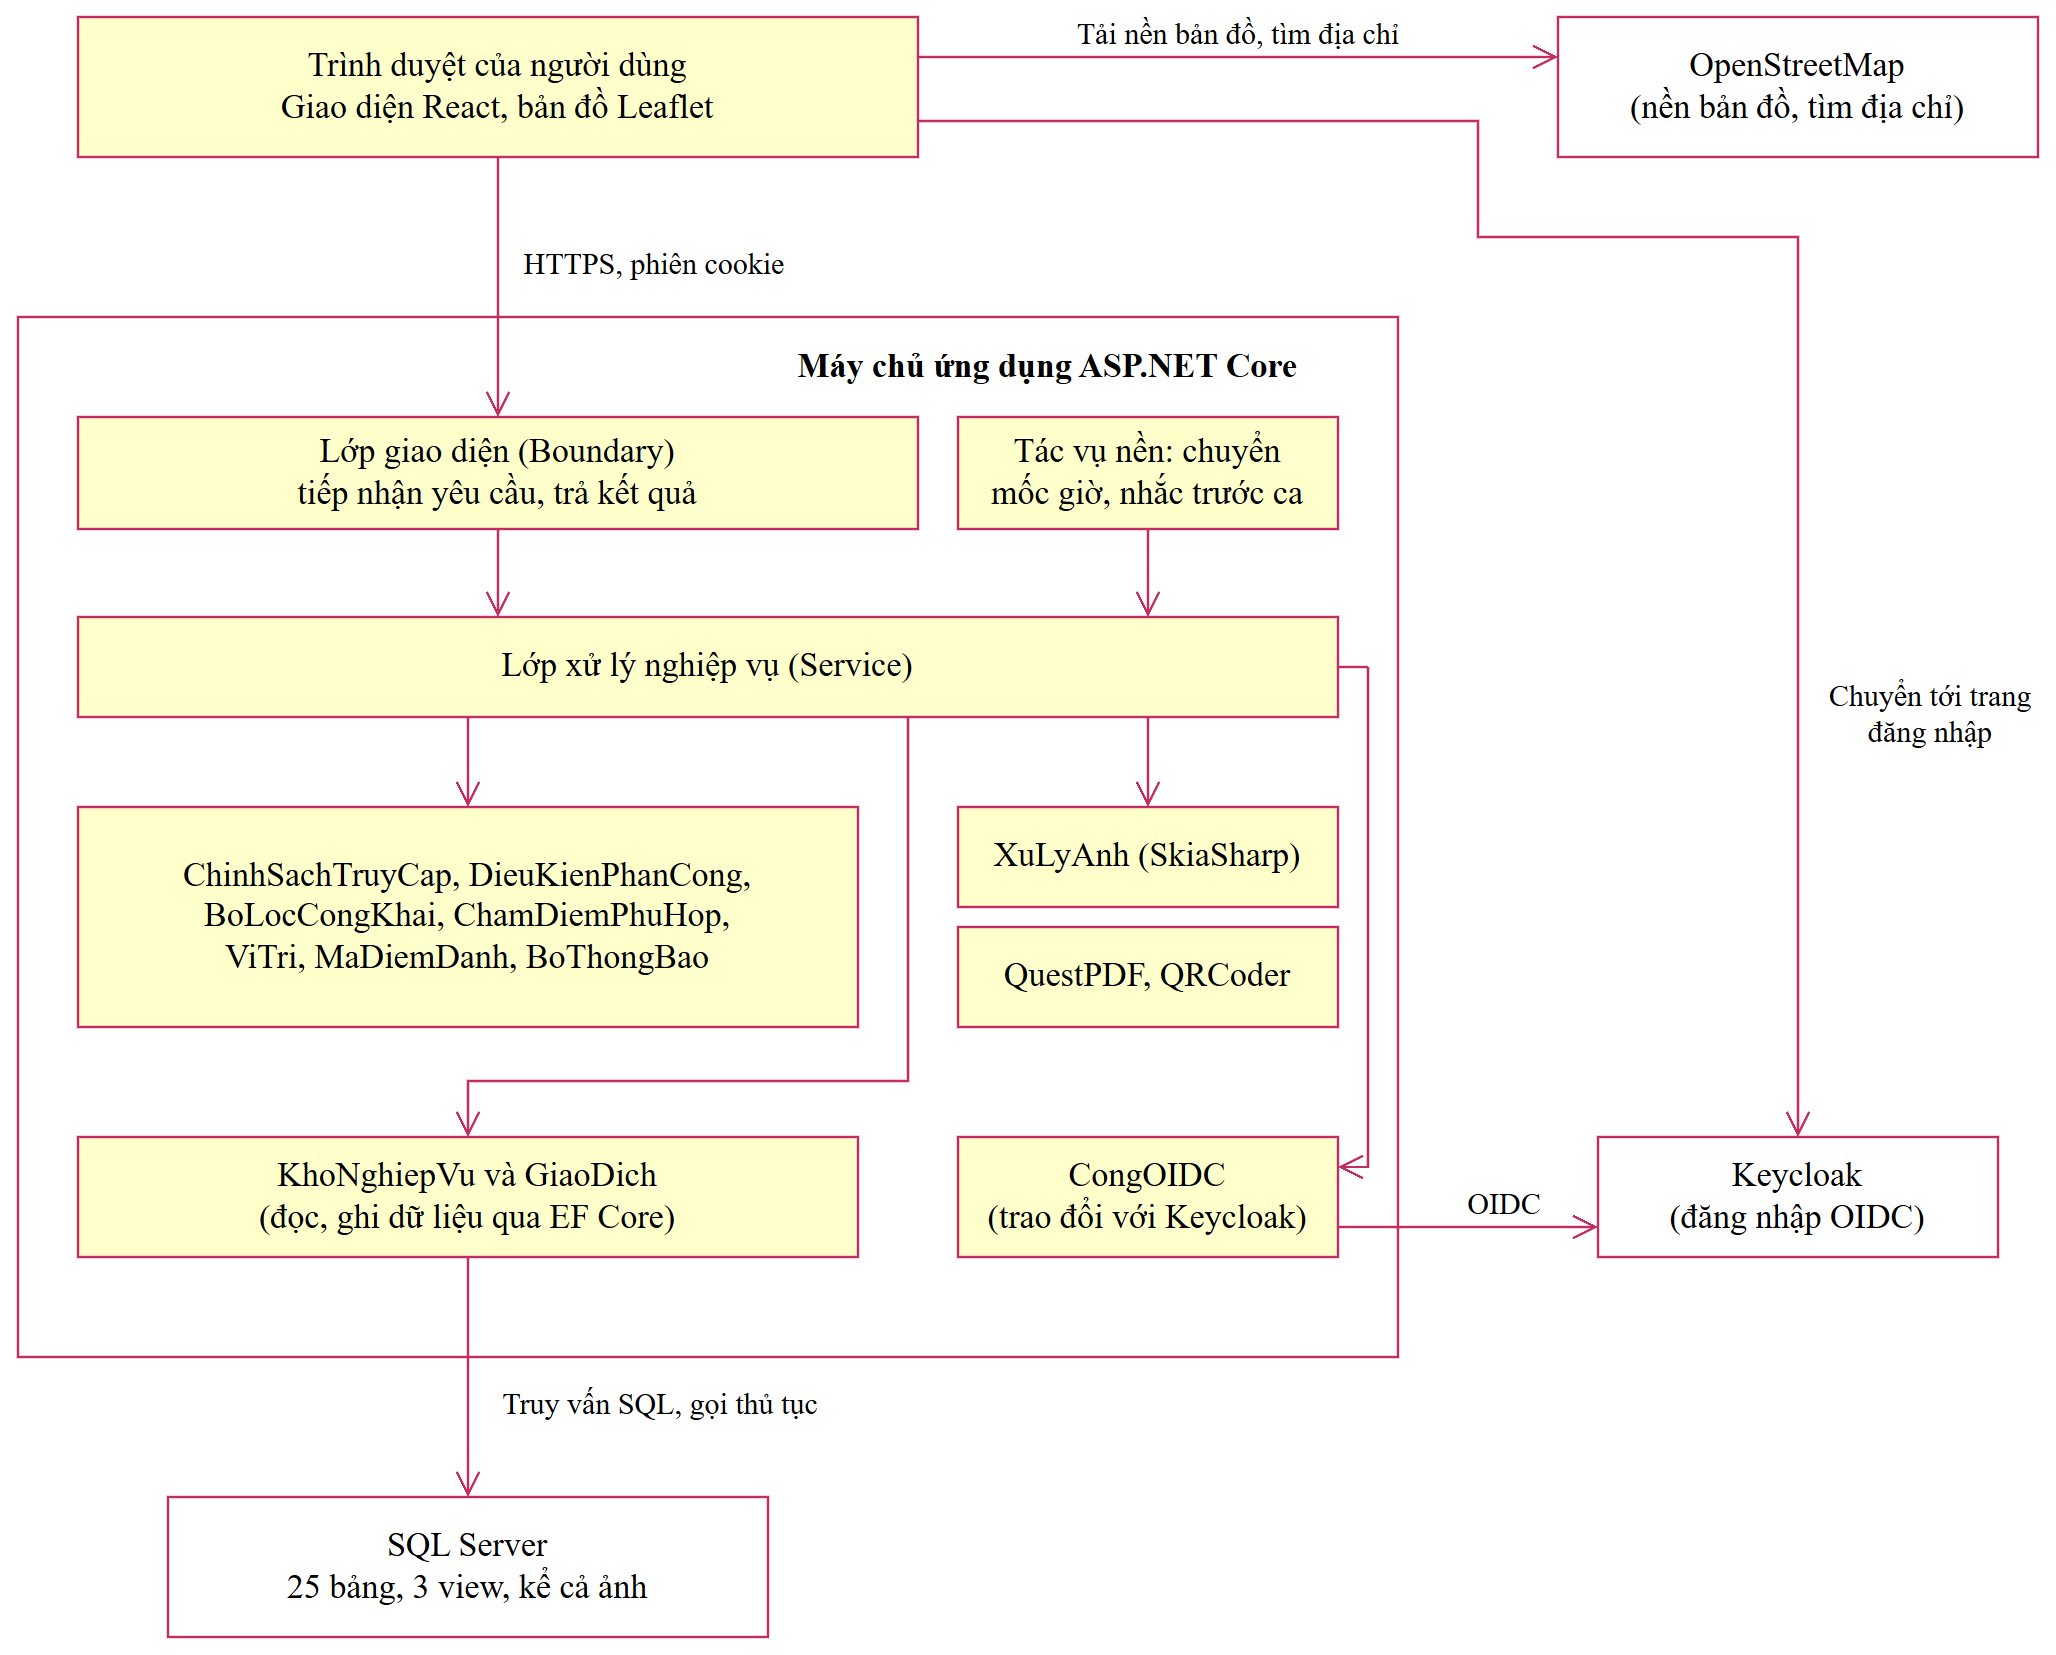 Trình duyệt của người dùng
Giao diện React, bản đồ Leaflet
Tải nền bản đồ, tìm địa chỉ
OpenStreetMap
(nền bản đồ, tìm địa chỉ)
HTTPS, phiên cookie
Máy chủ ứng dụng ASP.NET Core
Lớp giao diện (Boundary)
tiếp nhận yêu cầu, trả kết quả
Tác vụ nền: chuyển
mốc giờ, nhắc trước ca
Lớp xử lý nghiệp vụ (Service)
Chuyển tới trang
đăng nhập
ChinhSachTruyCap, DieuKienPhanCong,
BoLocCongKhai, ChamDiemPhuHop,
ViTri, MaDiemDanh, BoThongBao
XuLyAnh (SkiaSharp)
QuestPDF, QRCoder
KhoNghiepVu và GiaoDich
(đọc, ghi dữ liệu qua EF Core)
CongOIDC
(trao đổi với Keycloak)
OIDC
Keycloak
(đăng nhập OIDC)
Truy vấn SQL, gọi thủ tục
SQL Server
25 bảng, 3 view, kể cả ảnh